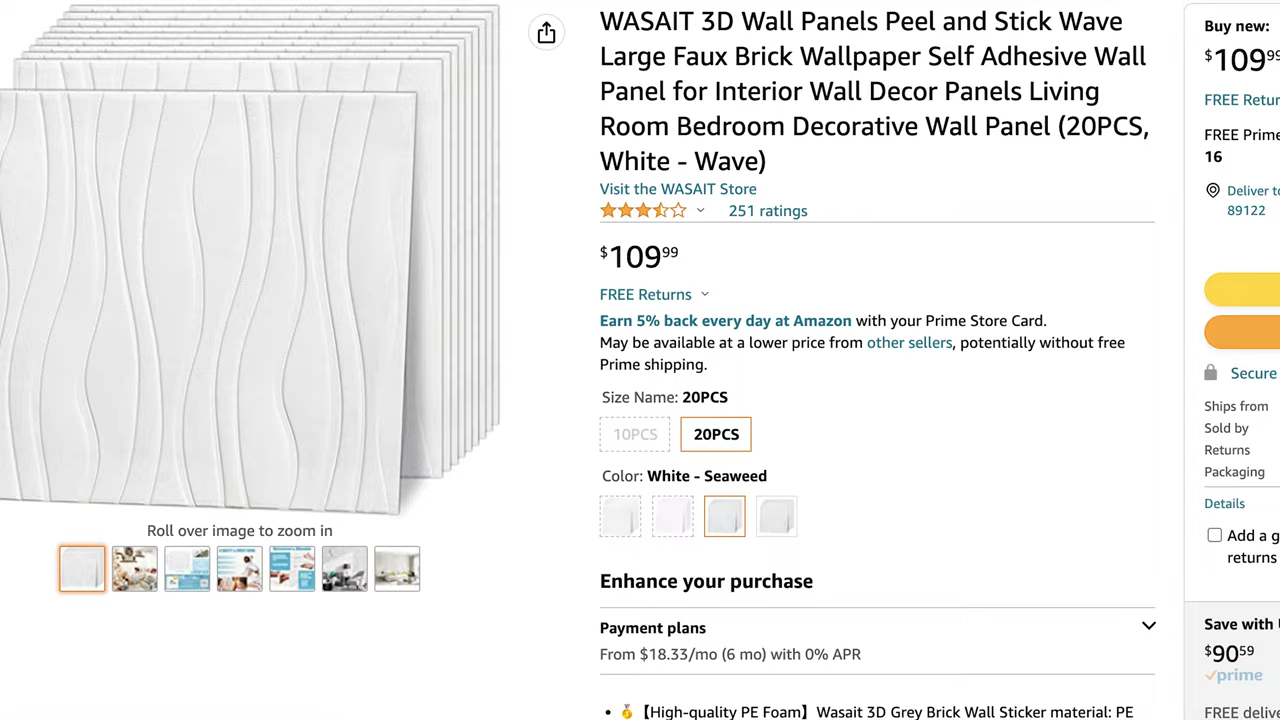 WASAIT 3D Wall Panels Peel and Stick Wave
Large Faux Brick Wallpaper Self Adhesive Wall
Panel for Interior Wall Decor Panels Living
Room Bedroom Decorative Wall Panel (20PCS,
White - Wave)
Visit the WASAIT Store
251 ratings
$109 99
FREE Returns
Earn 5% back every day at Amazon with your Prime Store Card.
May be available at a lower price from other sellers, potentially without free
Prime shipping.
Size Name: 20PCS
10PCS 20PCS
Color: White - Seaweed
Enhance your purchase
Payment plans
From $18.33/mo (6 mo) with 0% APR
• 🥇【High-quality PE Foam】Wasait 3D Grey Brick Wall Sticker material: PE
Roll over image to zoom in
Buy new:
$109 99
FREE Retur
FREE Prime
16
Deliver to
89122
Secure
Ships from
Sold by
Returns
Packaging
Details
Add a g
returns
Save with
$90 59
prime
FREE delive